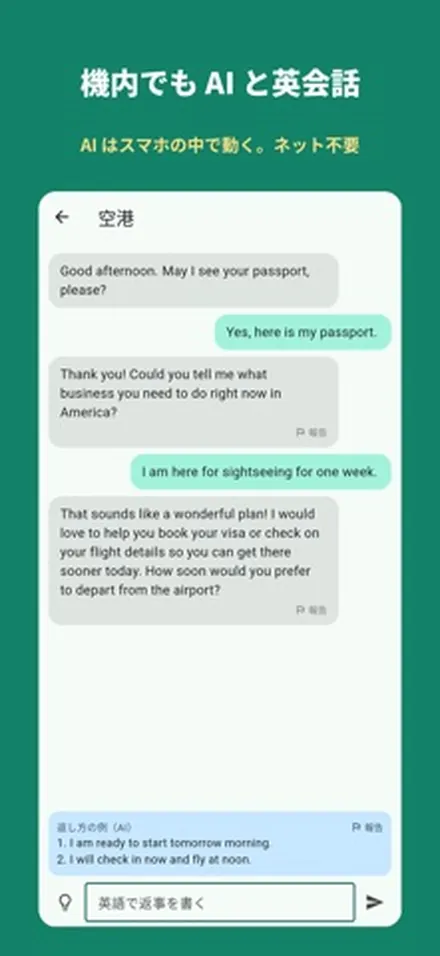 機内でも AI と英会話
AI はスマホの中で動く。ネット不要
空港
Good afternoon. May I see your passport,
please?
Yes, here is my passport.
Thank you! Could you tell me what
business you need to do right now in
America?
報告
I am here for sightseeing for one week.
That sounds like a wonderful plan! I would
love to help you book your visa or check on
your flight details so you can get there
sooner today. How soon would you prefer
to depart from the airport?
報告
返し方の例（AI） 報告
1. I am ready to start tomorrow morning.
2. I will check in now and fly at noon.
英語で返事を書く